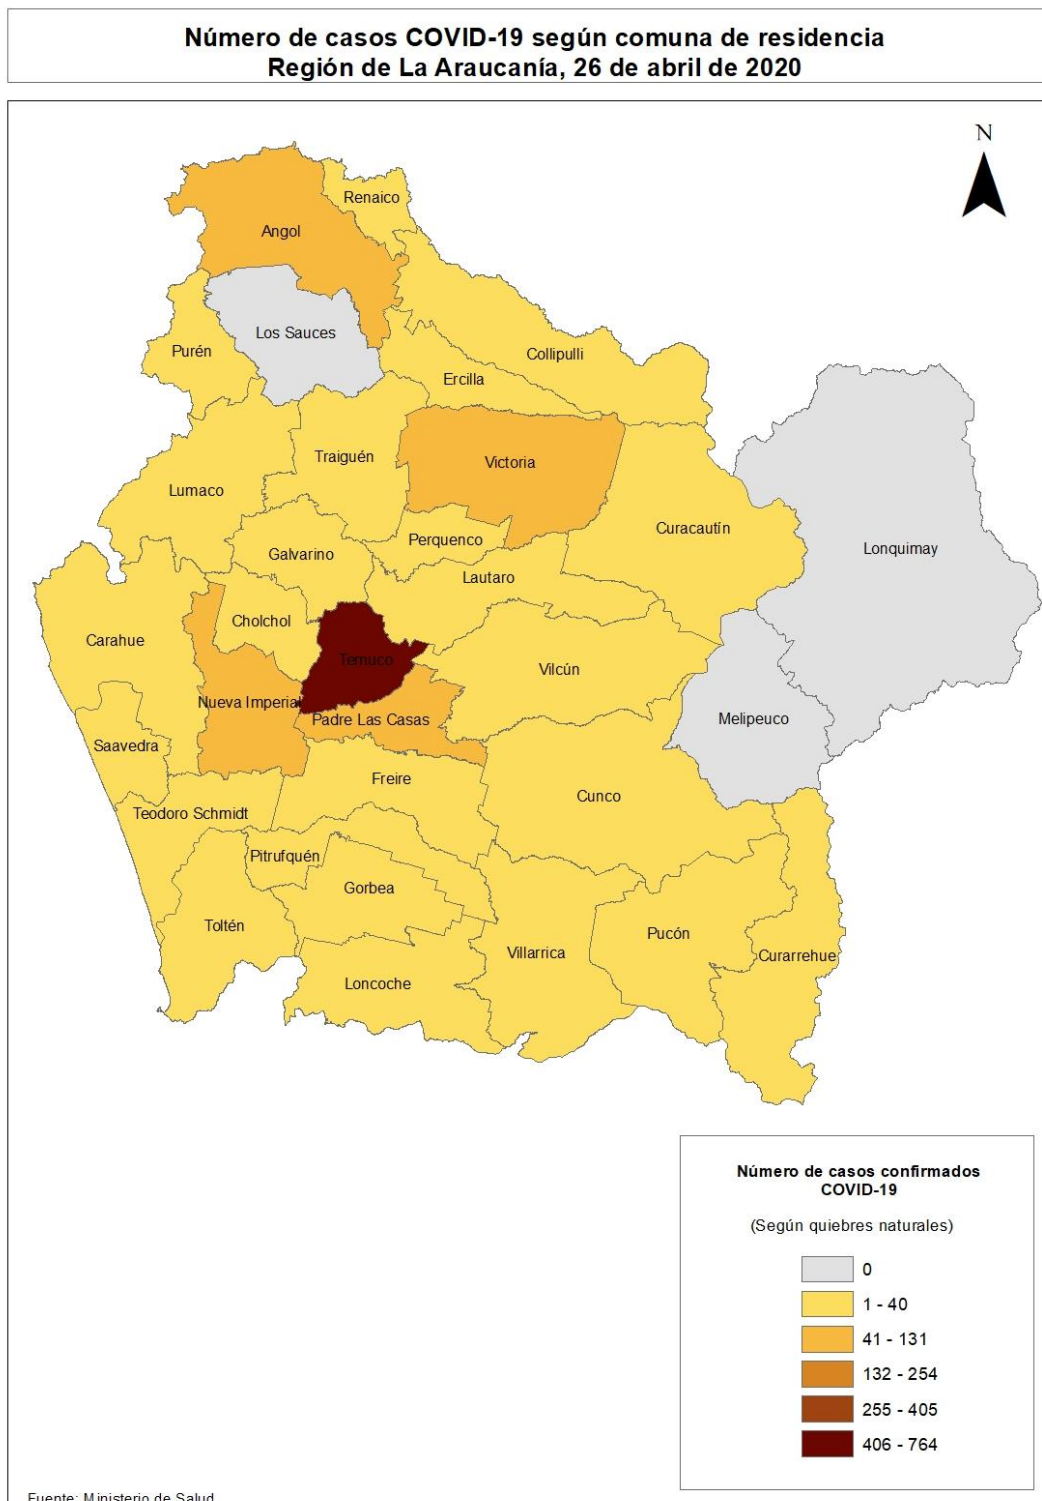 Número de casos COVID-19 según comuna de residencia
Región de La Araucanía, 26 de abril de 2020
N
Renaico
Angol
Los Sauces
Purén
Collipulli
Ercilla
Traiguén
Victoria
Lumaco
Curacautín
Perquenco
Lonquimay
Galvarino
Lautaro
Cholchol
Carahue
Temuco
Vilcún
Nueva Imperial
Padre Las Casas
Melipeuco
Saavedra
Freire
Cunco
Teodoro Schmidt
Pitrufquén
Gorbea
Toltén
Pucón
Villarrica
Curarrehue
Loncoche
Número de casos confirmados
COVID-19
(Según quiebres naturales)
0
1 - 40
41 - 131
132 - 254
255 - 405
406 - 764
Fuente: Ministerio de Salud